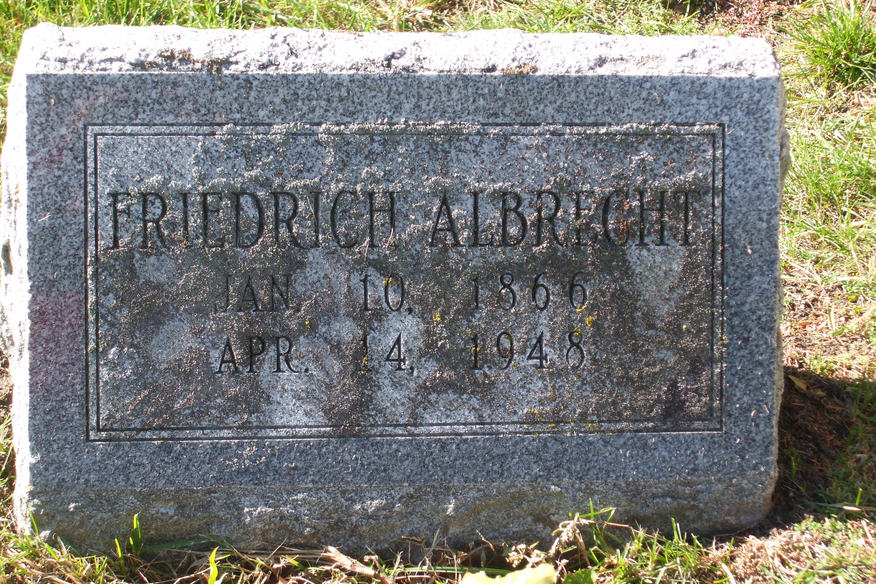 FRIEDRICH ALBRECHT
JAN 10, 1866
APR. 14, 1948